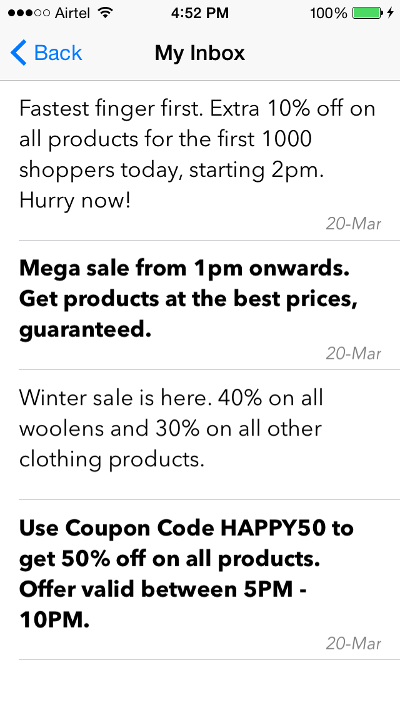 Airtel 4:52 PM 100%
Back My Inbox
Fastest finger first. Extra 10% off on
all products for the first 1000
shoppers today, starting 2pm.
Hurry now!
20-Mar
Mega sale from 1pm onwards.
Get products at the best prices,
guaranteed.
20-Mar
Winter sale is here. 40% on all
woolens and 30% on all other
clothing products.
Use Coupon Code HAPPY50 to
get 50% off on all products.
Offer valid between 5PM -
10PM.
20-Mar